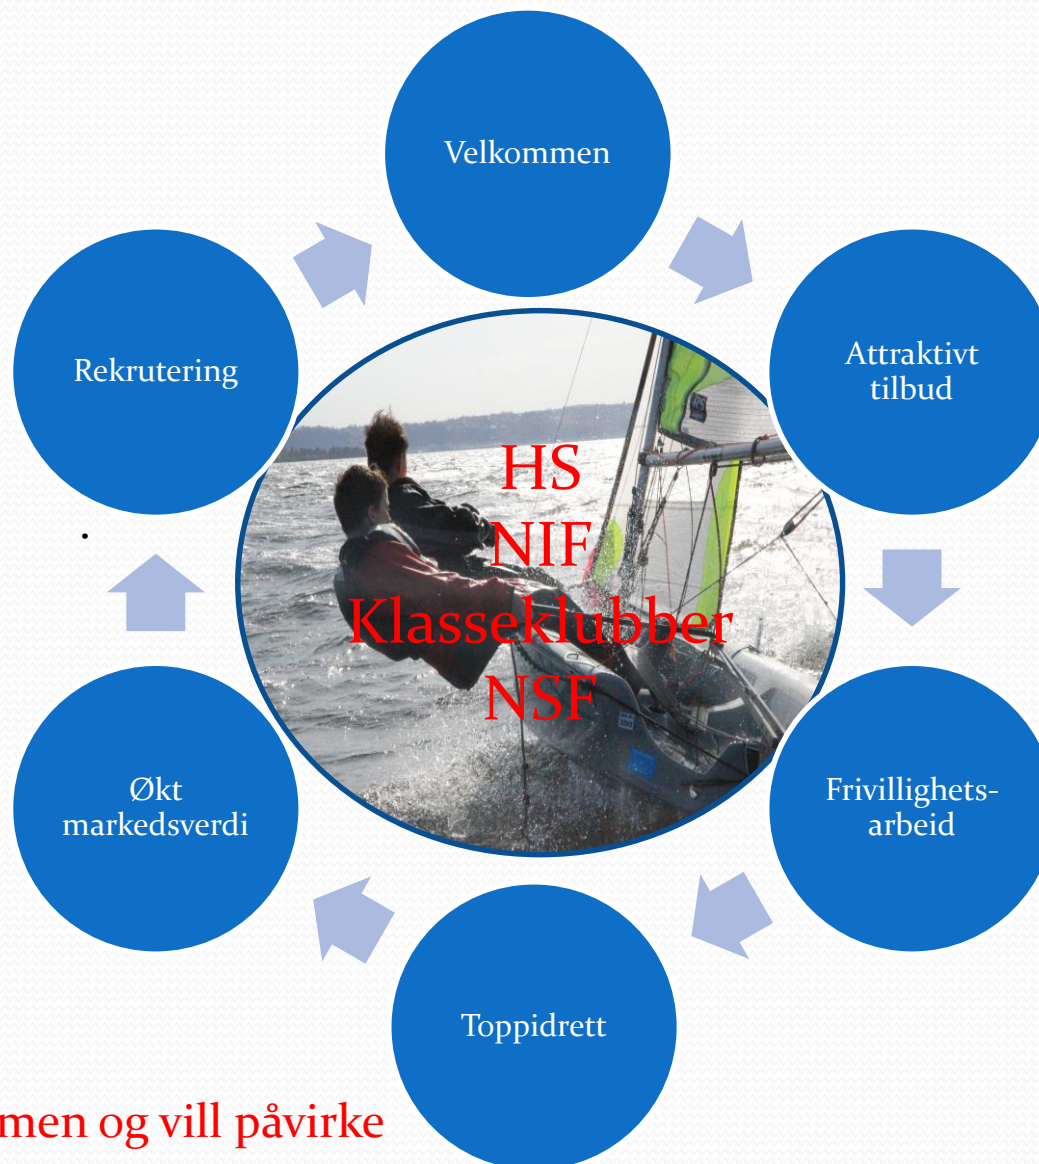 Velkommen
Attraktivt
tilbud
Frivillighets-
arbeid
Toppidrett
Økt
markedsverdi
Rekrutering
HS
NIF
Klasseklubber
NSF
.
men og vill påvirke